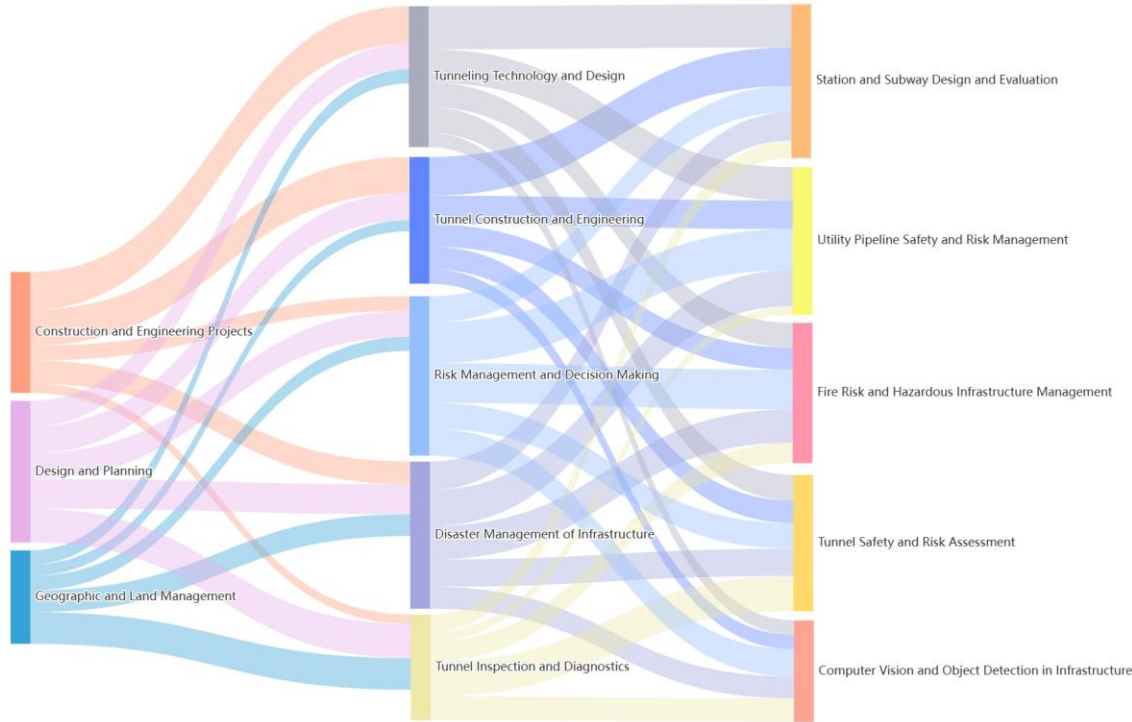 Construction and Engineering Projects
Design and Planning
Geographic and Land Management
Tunneling Technology and Design
Tunnel Construction and Engineering
Risk Management and Decision Making
Disaster Management of Infrastructure
Tunnel Inspection and Diagnostics
Station and Subway Design and Evaluation
Utility Pipeline Safety and Risk Management
Fire Risk and Hazardous Infrastructure Management
Tunnel Safety and Risk Assessment
Computer Vision and Object Detection in Infrastructure